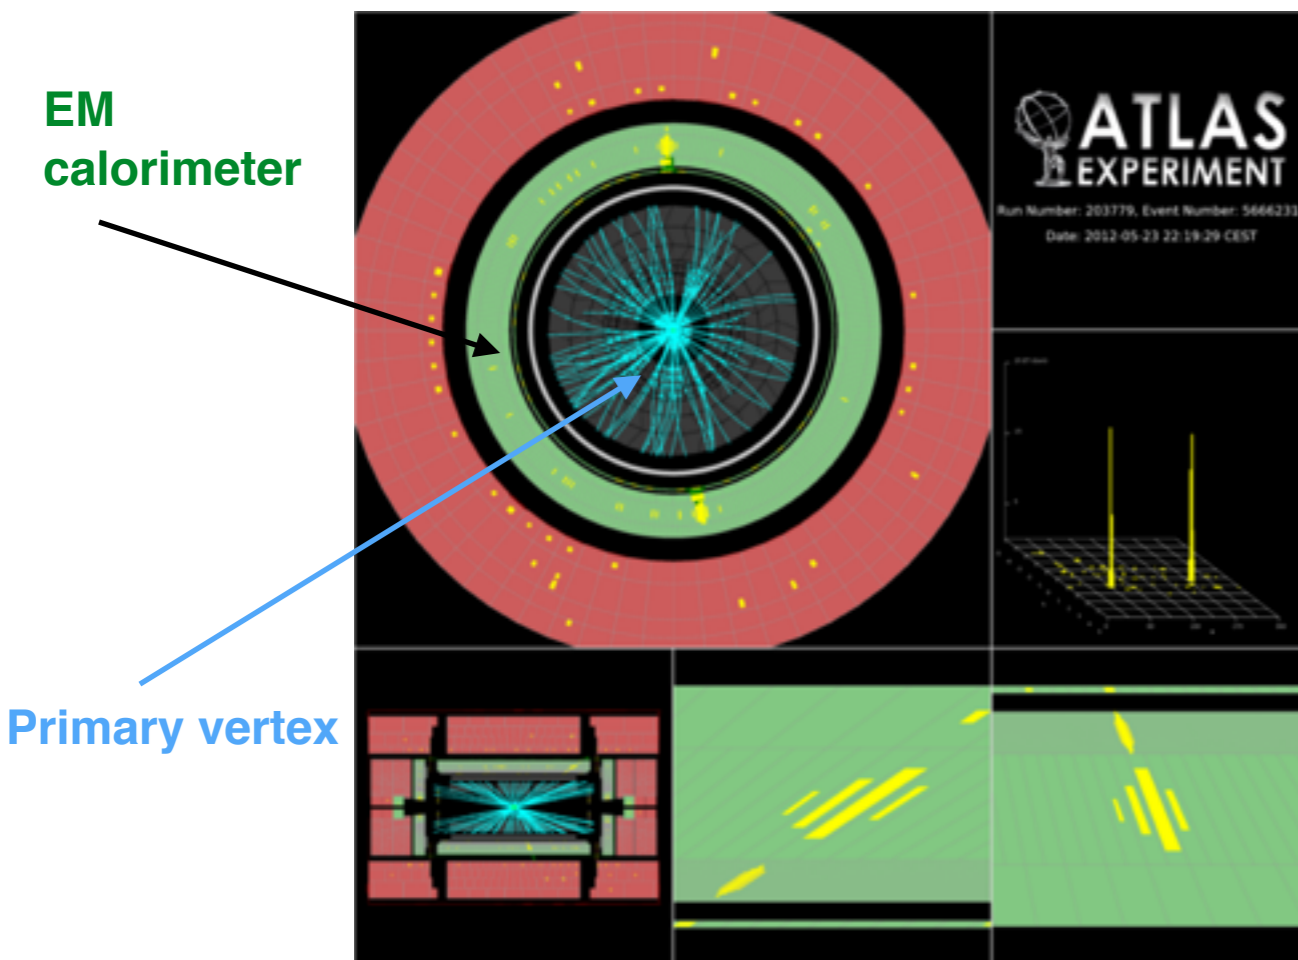 EM
calorimeter
Primary vertex
ATLAS
EXPERIMENT
Run Number: 203779, Event Number: 5666231
Date: 2012-05-23 22:19:29 CEST